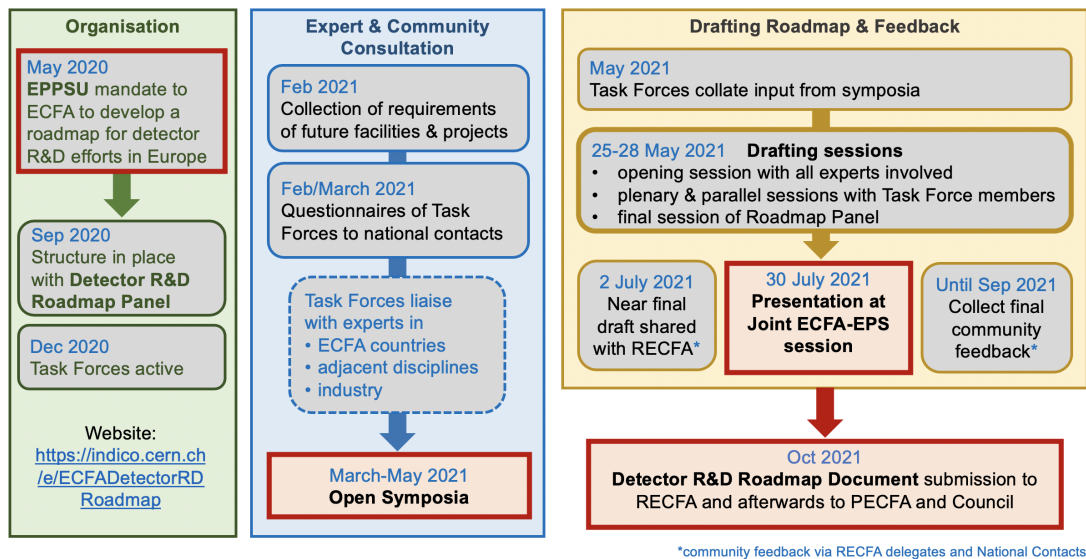 Organisation
May 2020
EPPSU mandate to
ECFA to develop a
roadmap for detector
R&D efforts in Europe
Sep 2020
Structure in place
with Detector R&D
Roadmap Panel
Dec 2020
Task Forces active
Website:
https://indico.cern.ch
/e/ECFADetectorRD
Roadmap
Expert & Community
Consultation
Feb 2021
Collection of requirements
of future facilities & projects
Feb/March 2021
Questionnaires of Task
Forces to national contacts
Task Forces liaise
with experts in
• ECFA countries
• adjacent disciplines
• industry
March-May 2021
Open Symposia
Drafting Roadmap & Feedback
May 2021
Task Forces collate input from symposia
25-28 May 2021 Drafting sessions
• opening session with all experts involved
• plenary & parallel sessions with Task Force members
• final session of Roadmap Panel
2 July 2021
Near final
draft shared
with RECFA*
30 July 2021
Presentation at
Joint ECFA-EPS
session
Until Sep 2021
Collect final
community
feedback*
Oct 2021
Detector R&D Roadmap Document submission to
RECFA and afterwards to PECFA and Council
*community feedback via RECFA delegates and National Contacts